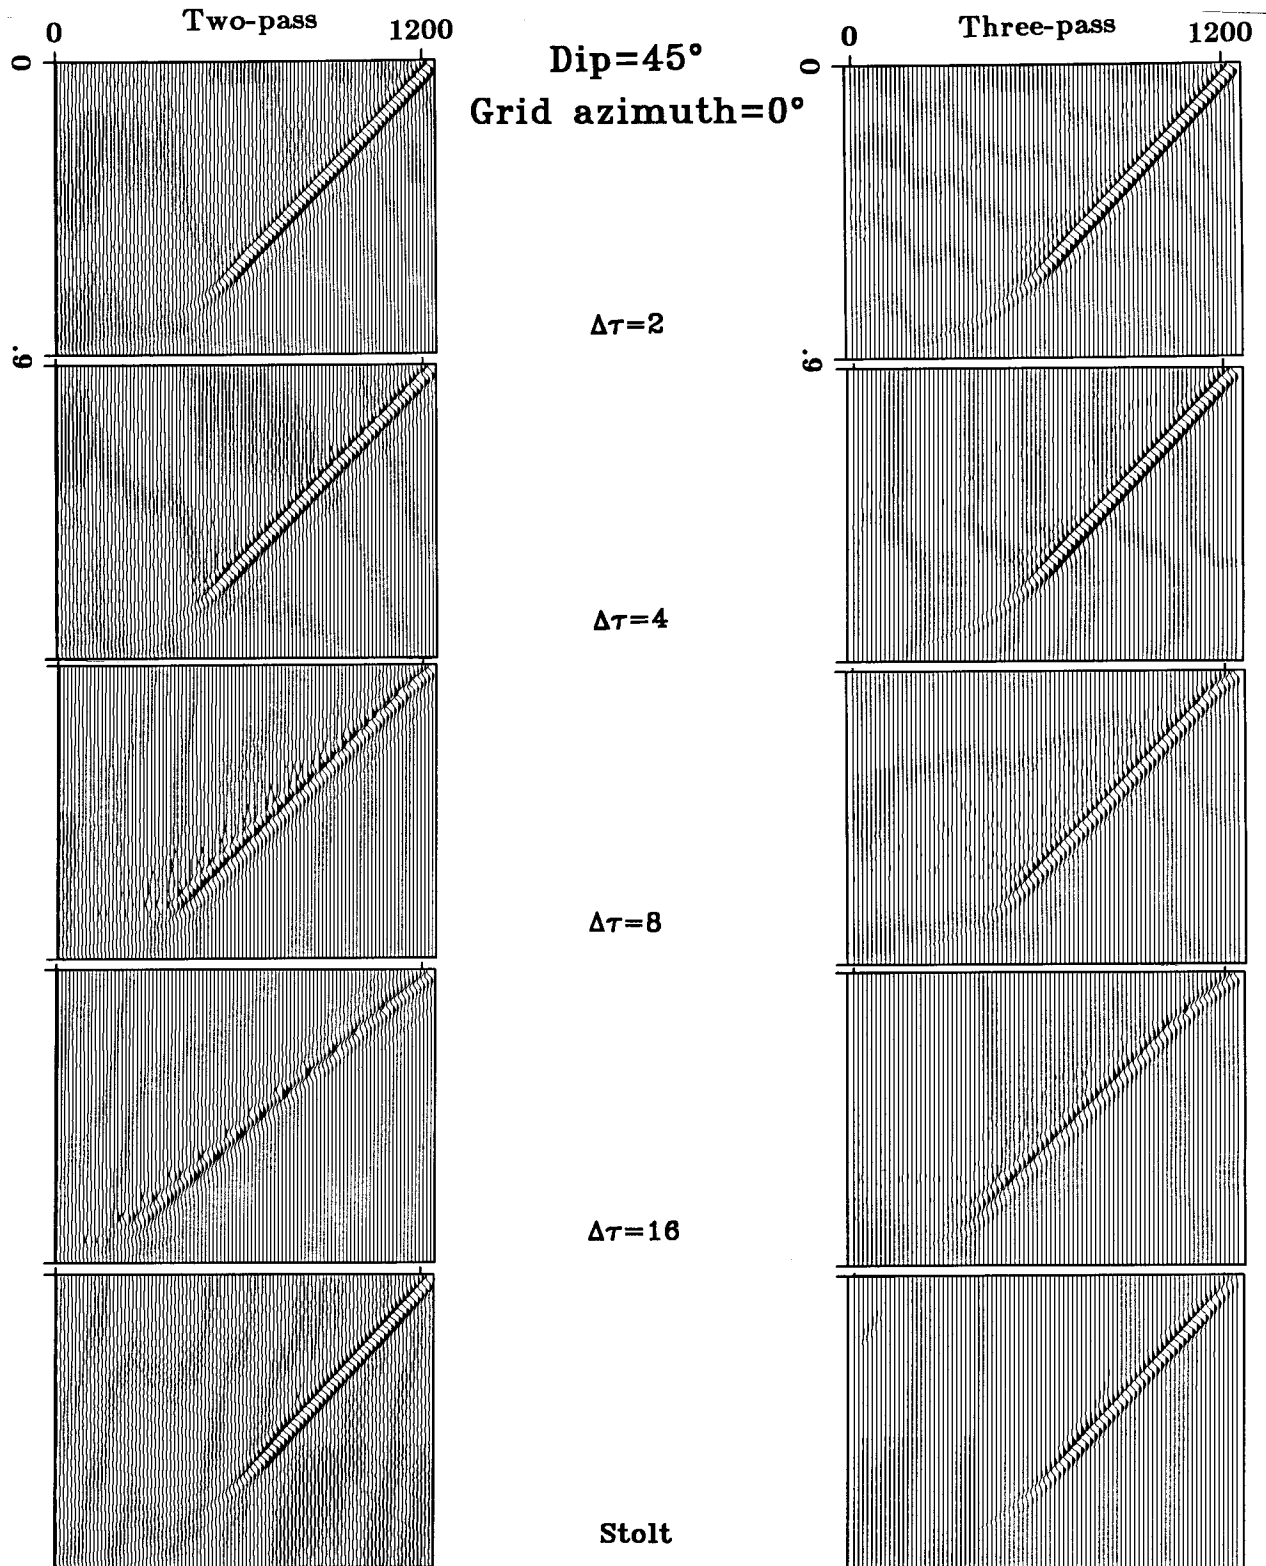 Two-pass
Three-pass
0 1200
0 1200
Dip=45°
Grid azimuth=0°
0
0
Δτ=2
.6
.6
Δτ=4
Δτ=8
Δτ=16
Stolt